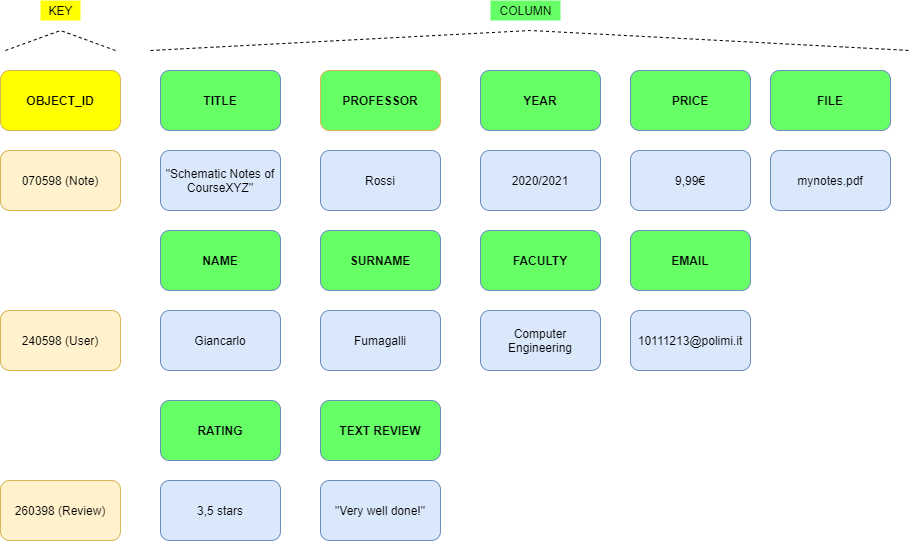 KEY
COLUMN
OBJECT_ID
TITLE
PROFESSOR
YEAR
PRICE
FILE
070598 (Note)
"Schematic Notes of
CourseXYZ"
Rossi
2020/2021
9,99€
mynotes.pdf
NAME
SURNAME
FACULTY
EMAIL
240598 (User)
Giancarlo
Fumagalli
Computer
Engineering
10111213@polimi.it
RATING
TEXT REVIEW
260398 (Review)
3,5 stars
"Very well done!"